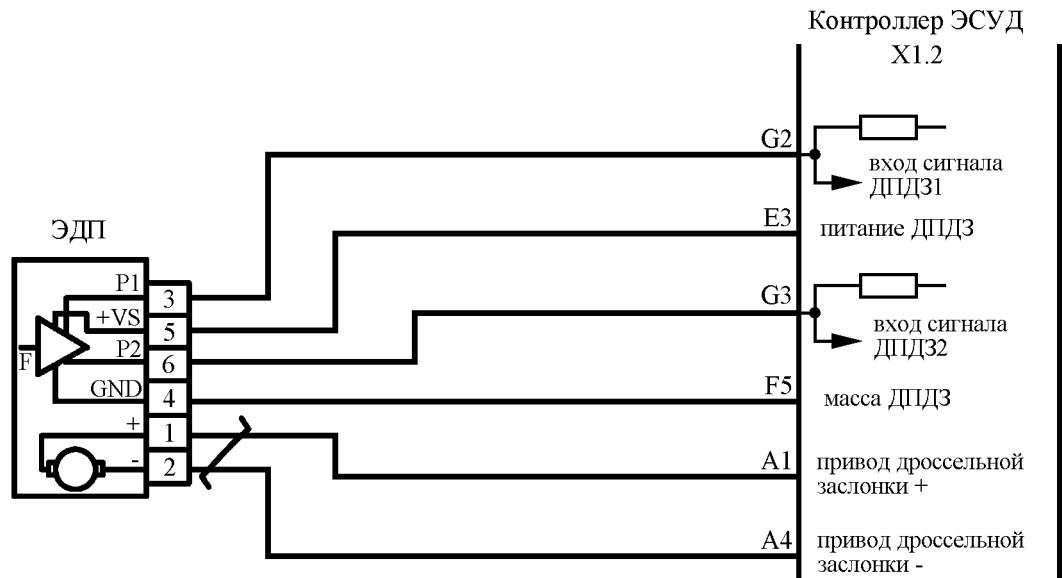 Контроллер ЭСУД
X1.2
G2
вход сигнала
ДПДЗ1
E3
питание ДПДЗ
ЭДП
P1
3
+VS
5
G3
вход сигнала
ДПДЗ2
F
P2
6
GND
4
F5
масса ДПДЗ
+
1
-
2
A1
привод дроссельной
заслонки +
A4
привод дроссельной
заслонки -